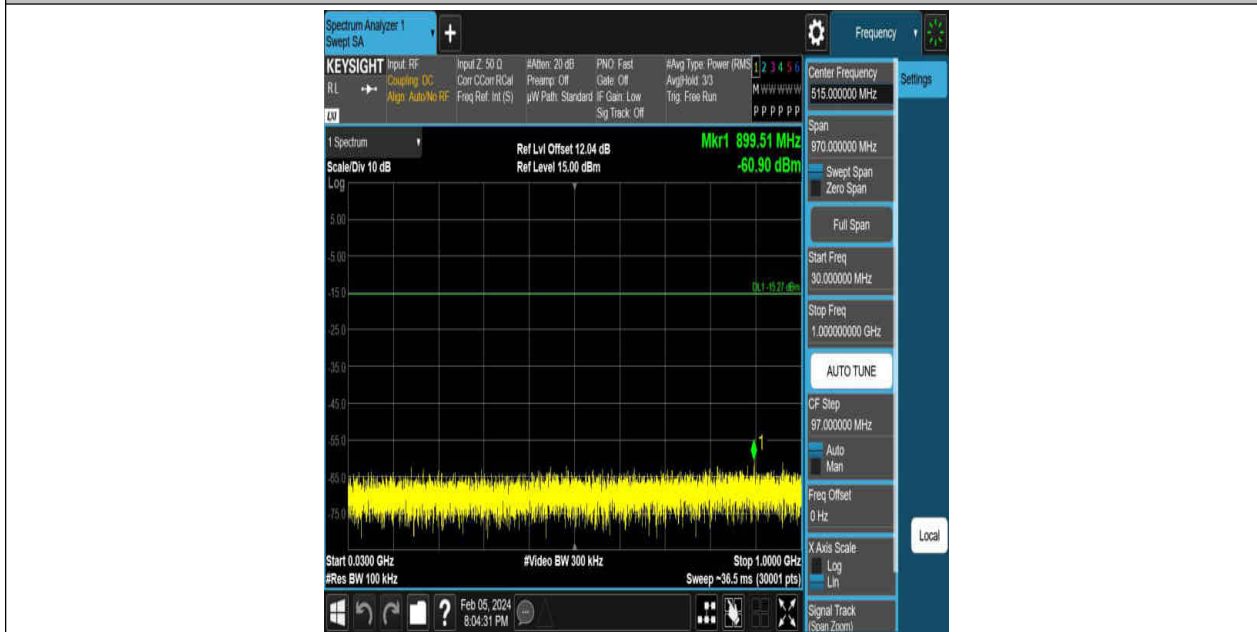 Spectrum Analyzer 1
Swept SA
+
Frequency
KEYSIGHT
RL
LXI
Input: RF
Coupling: DC
Align: Auto/No RF
Input Z: 50 Ω
Corr CCorr RCal
Freq Ref: Int (S)
#Atten: 20 dB
Preamp: Off
µW Path: Standard
PNO: Fast
Gate: Off
IF Gain: Low
Sig Track: Off
#Avg Type: Power (RMS
Avg|Hold: 3/3
Trig: Free Run
1 2 3 4 5 6
M W W W W W
P P P P P P
1 Spectrum
Scale/Div 10 dB
Log
Ref Lvl Offset 12.04 dB
Ref Level 15.00 dBm
Mkr1 899.51 MHz
-60.90 dBm
5.00
-5.00
-15.0
DL1 -15.27 dBm
-25.0
-35.0
-45.0
-55.0
1
-65.0
-75.0
Start 0.0300 GHz
#Res BW 100 kHz
#Video BW 300 kHz
Stop 1.0000 GHz
Sweep ~36.5 ms (30001 pts)
?
Feb 05, 2024
8:04:31 PM
Center Frequency
515.000000 MHz
Settings
Span
970.000000 MHz
Swept Span
Zero Span
Full Span
Start Freq
30.000000 MHz
Stop Freq
1.000000000 GHz
AUTO TUNE
CF Step
97.000000 MHz
Auto
Man
Freq Offset
0 Hz
X Axis Scale
Log
Lin
Local
Signal Track
(Span Zoom)